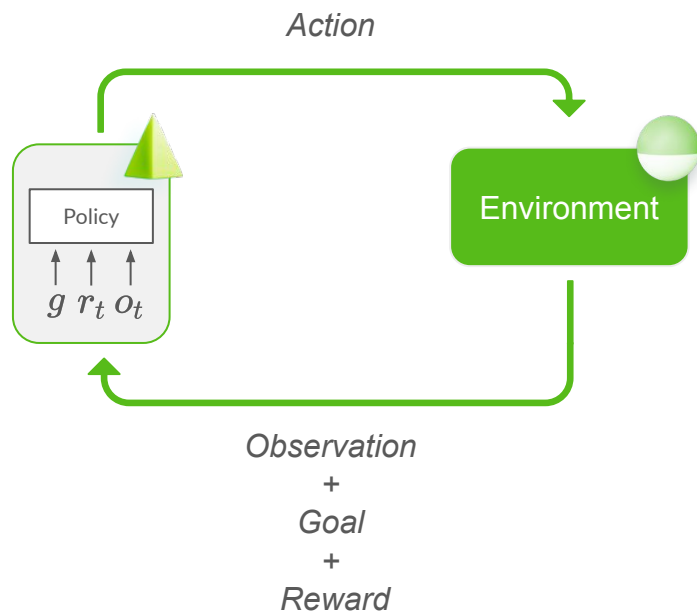 Action
Policy
g r_t o_t
Environment
Observation
+
Goal
+
Reward